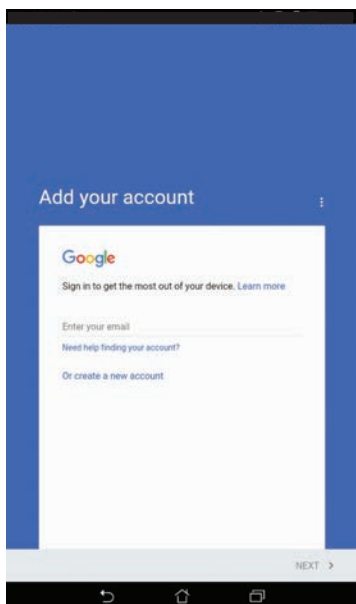 Add your account
Google
Sign in to get the most out of your device. Learn more
Enter your email
Need help finding your account?
Or create a new account
NEXT